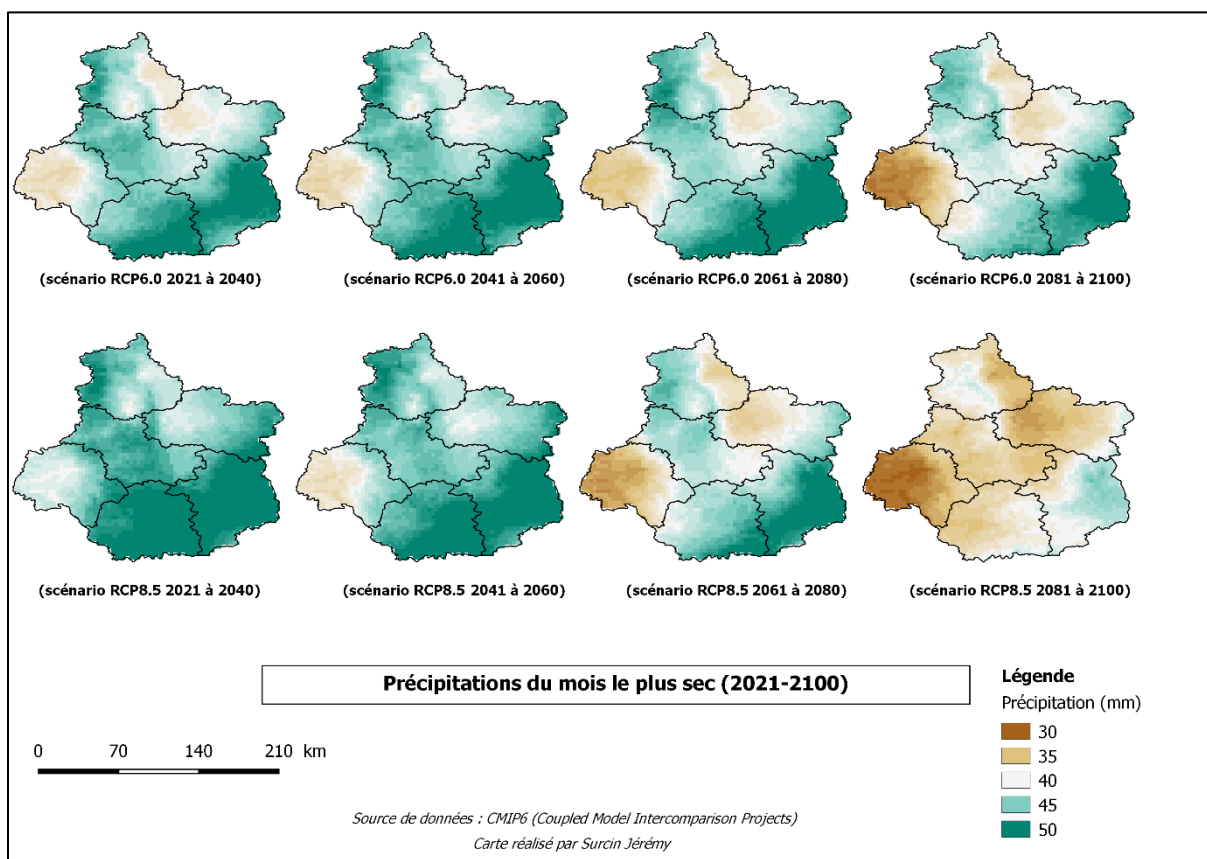 (scénario RCP6.0 2021 à 2040)
(scénario RCP6.0 2041 à 2060)
(scénario RCP6.0 2061 à 2080)
(scénario RCP6.0 2081 à 2100)
(scénario RCP8.5 2021 à 2040)
(scénario RCP8.5 2041 à 2060)
(scénario RCP8.5 2061 à 2080)
(scénario RCP8.5 2081 à 2100)
Précipitations du mois le plus sec (2021-2100)
0 70 140 210 km
Légende
Précipitation (mm)
30
35
40
45
50
Source de données : CMIP6 (Coupled Model Intercomparison Projects)
Carte réalisé par Surcin Jérémy